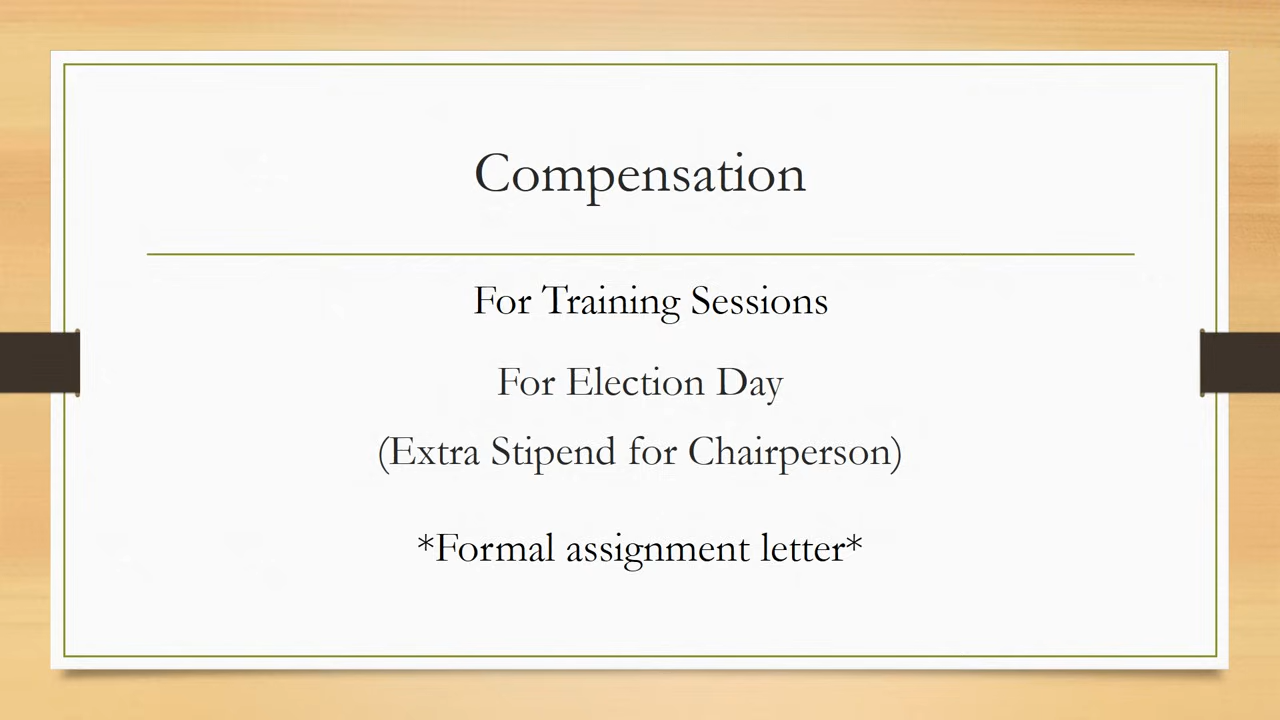 Compensation
For Training Sessions
For Election Day
(Extra Stipend for Chairperson)
*Formal assignment letter*